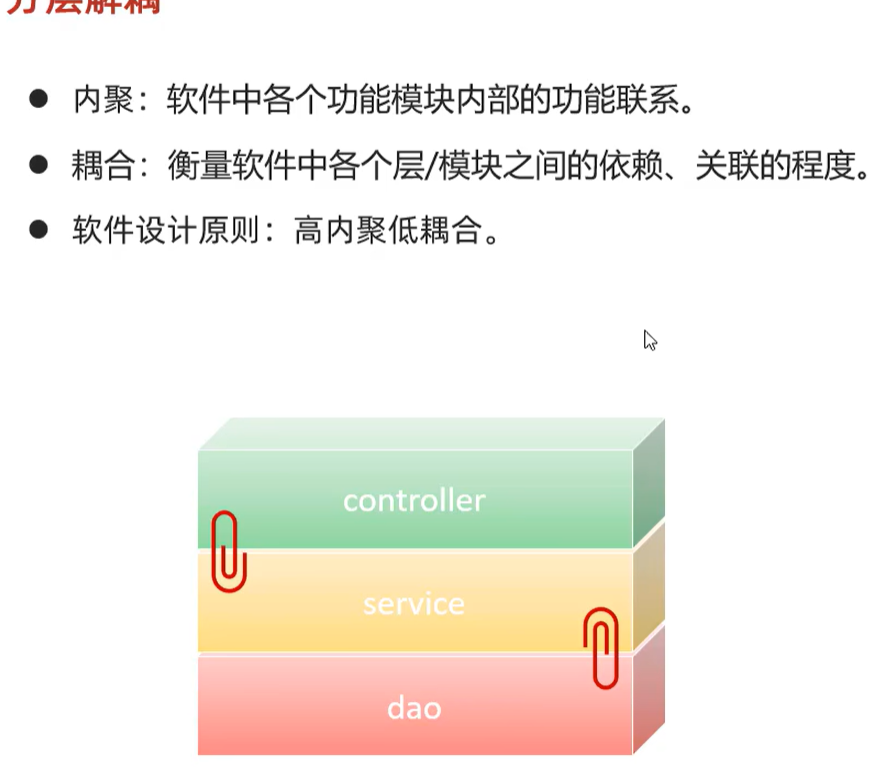 分层解耦
● 内聚：软件中各个功能模块内部的功能联系。
● 耦合：衡量软件中各个层/模块之间的依赖、关联的程度。
● 软件设计原则：高内聚低耦合。
controller
service
dao